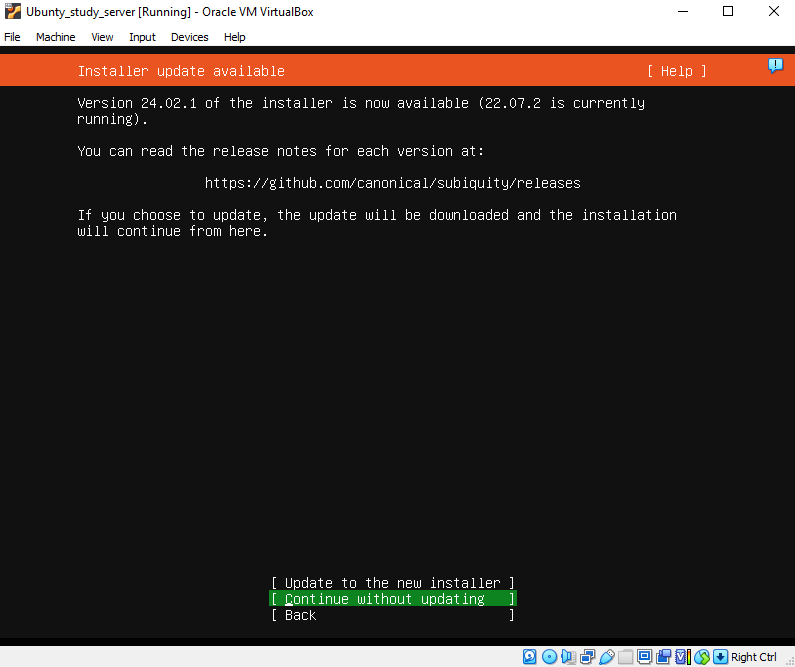 Ubunty_study_server [Running] - Oracle VM VirtualBox
File Machine View Input Devices Help
Installer update available [ Help ]
Version 24.02.1 of the installer is now available (22.07.2 is currently
running).
You can read the release notes for each version at:
https://github.com/canonical/subiquity/releases
If you choose to update, the update will be downloaded and the installation
will continue from here.
[ Update to the new installer ]
[ Continue without updating ]
[ Back ]
Right Ctrl